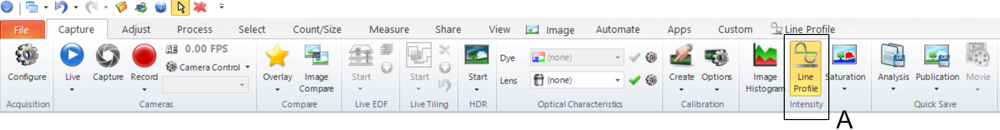 File Capture Adjust Process Select Count/Size Measure Share View Image Automate Apps Custom Line Profile
AE 0.00 FPS
Camera Control
Dye (none)
Lens (none)
Configure Live Capture Record Overlay Image Compare Start Start Start Create Options Image Histogram Line Profile Saturation Analysis Publication Movie
Acquisition Cameras Compare Live EDF Live Tiling HDR Optical Characteristics Calibration Intensity Quick Save
A